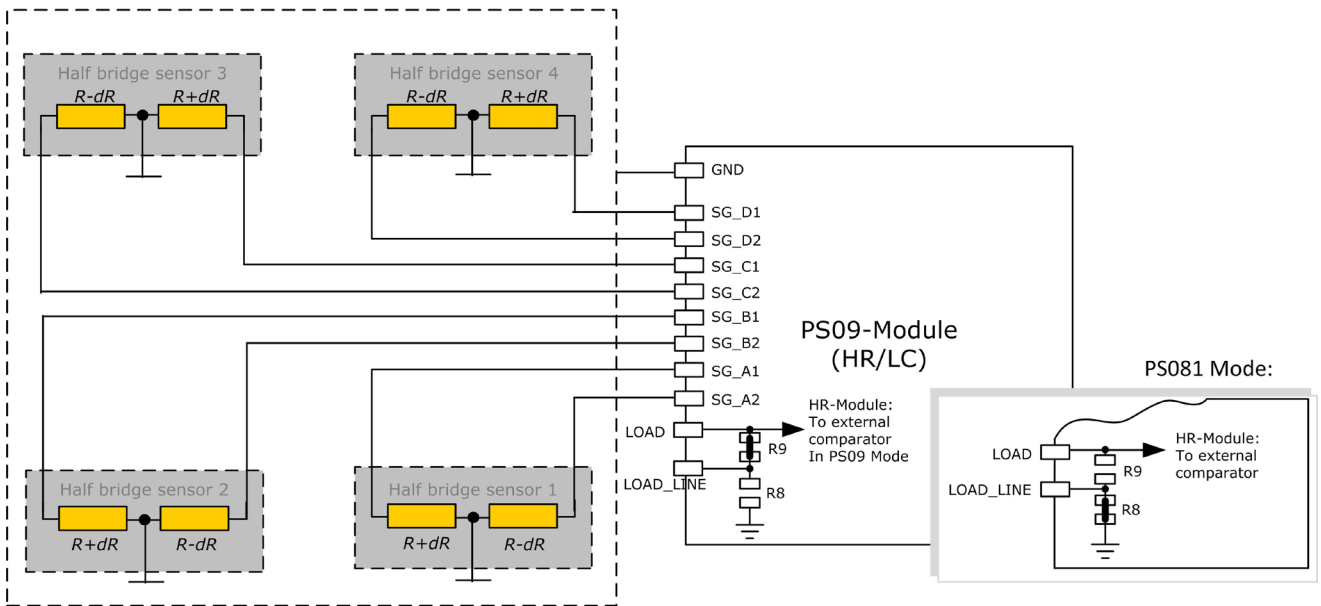 Half bridge sensor 3
R-dR R+dR
Half bridge sensor 4
R-dR R+dR
GND
SG_D1
SG_D2
SG_C1
SG_C2
SG_B1
SG_B2
SG_A1
SG_A2
LOAD
LOAD_LINE
PS09-Module
(HR/LC)
HR-Module:
To external
comparator
In PS09 Mode
R9
R8
PS081 Mode:
LOAD
LOAD_LINE
HR-Module:
To external
comparator
R9
R8
Half bridge sensor 2
R+dR R-dR
Half bridge sensor 1
R+dR R-dR